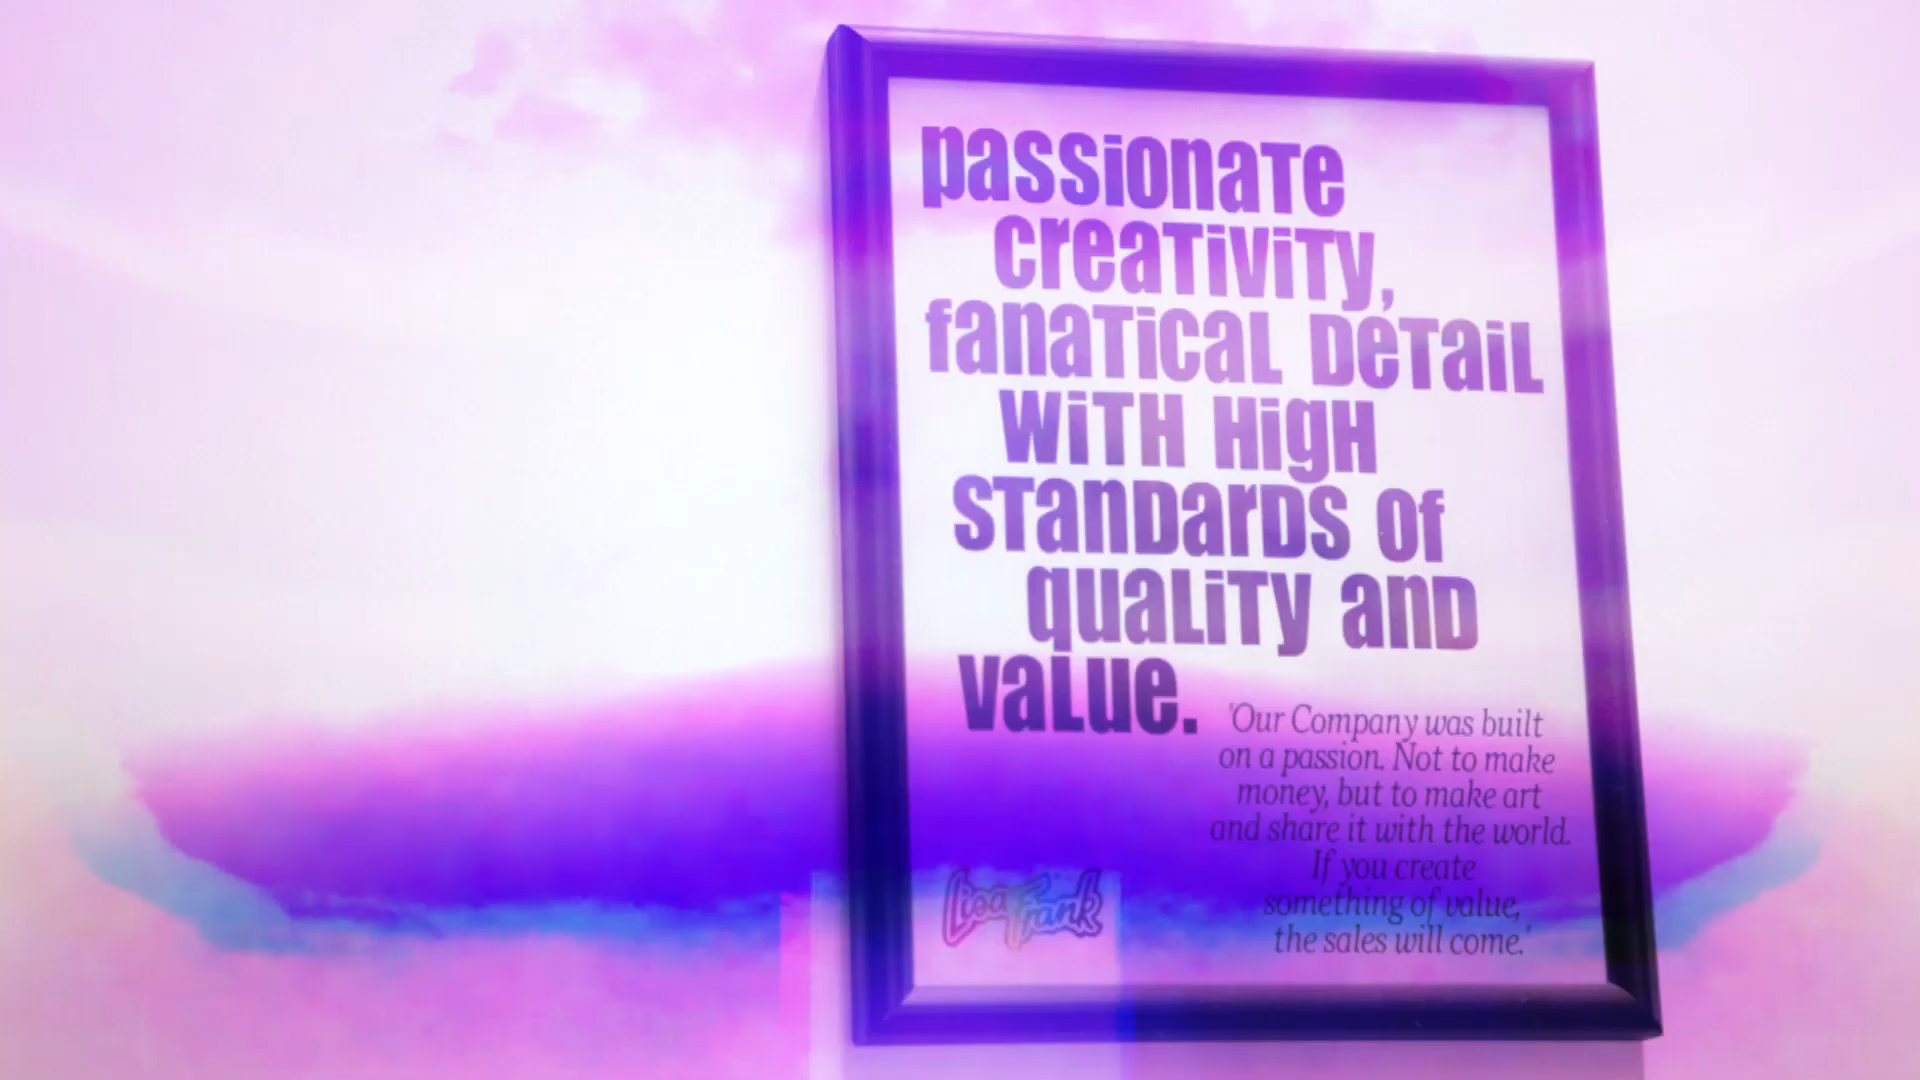 passionate
creativity,
fanatical detail
with high
standards of
quality and
value.
'Our Company was built
on a passion. Not to make
money, but to make art
and share it with the world.
If you create
something of value,
the sales will come.'
Lisa Frank